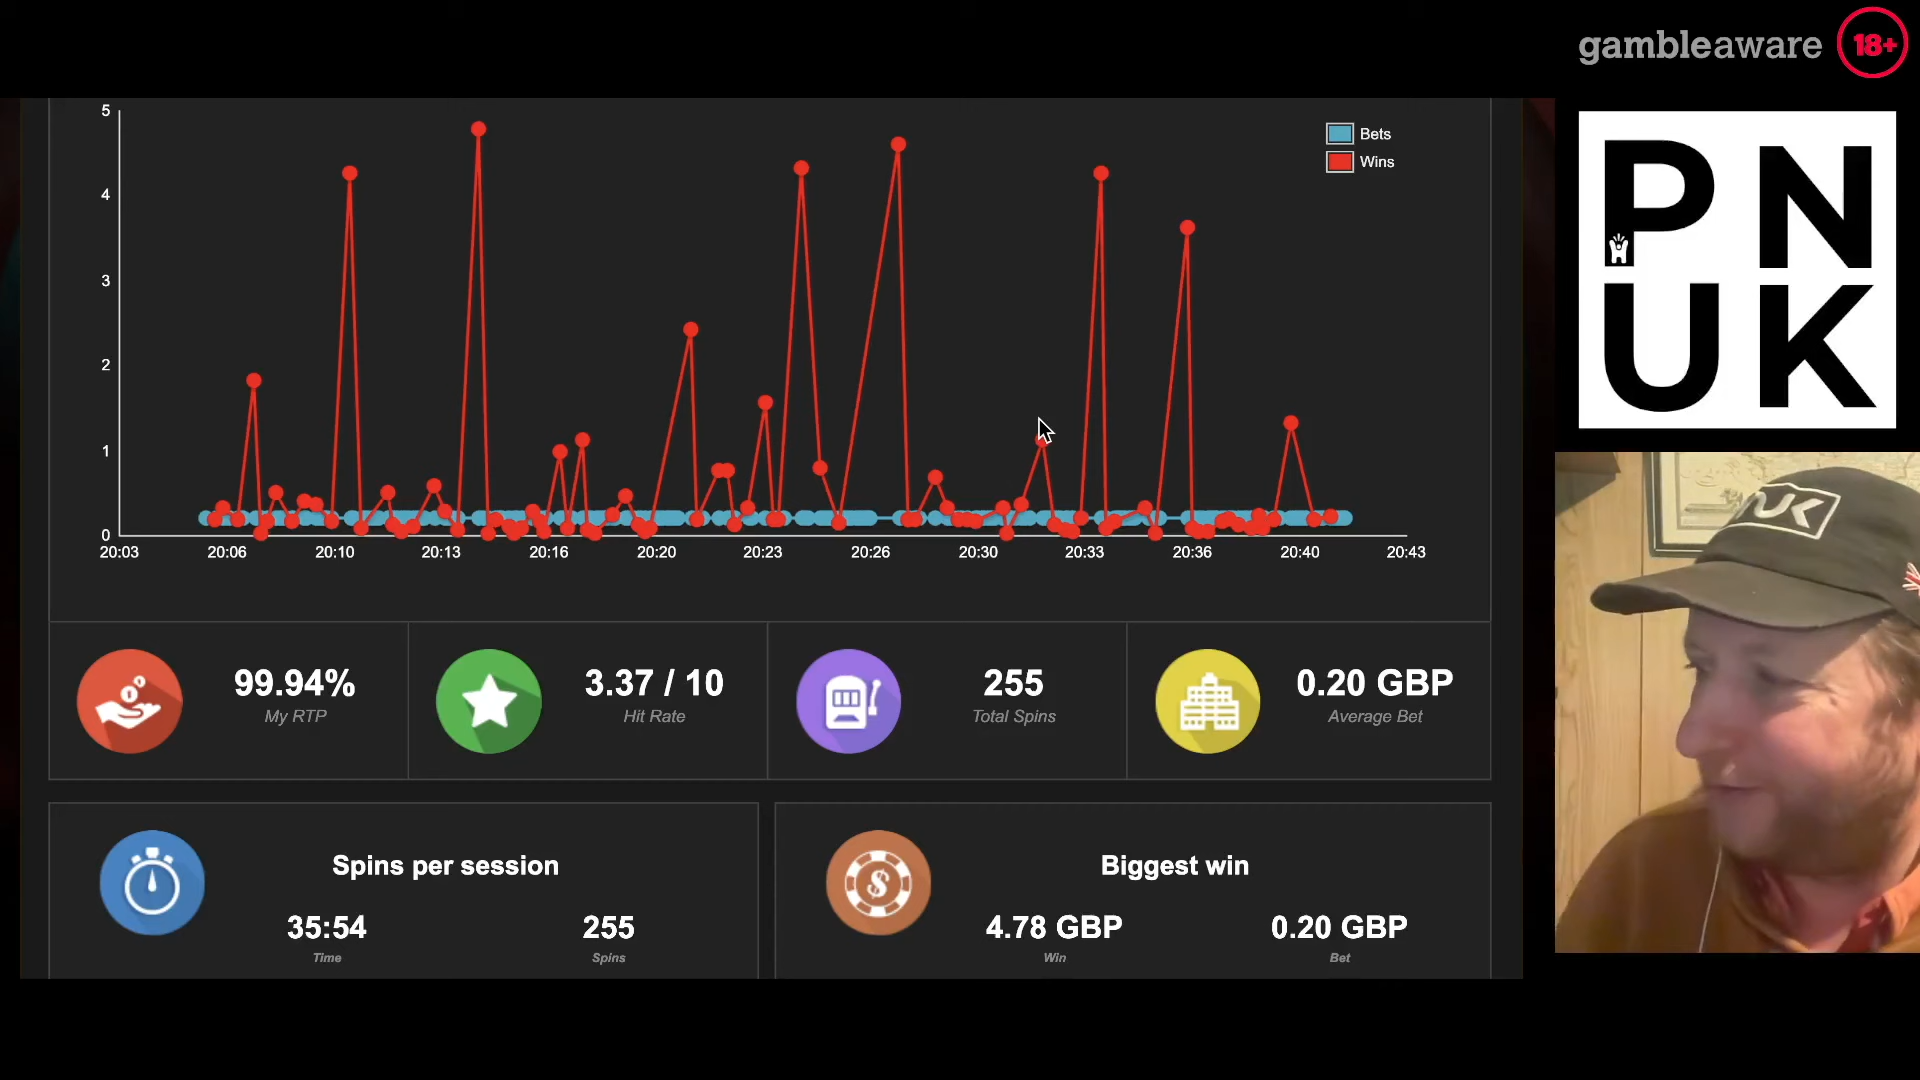 gambleaware 18+
5
Bets
Wins
4
3
2
1
0
20:03 20:06 20:10 20:13 20:16 20:20 20:23 20:26 20:30 20:33 20:36 20:40 20:43
PN
UK
UK
99.94%
My RTP
3.37 / 10
Hit Rate
255
Total Spins
0.20 GBP
Average Bet
Spins per session
35:54 255
Time Spins
Biggest win
$
4.78 GBP 0.20 GBP
Win Bet